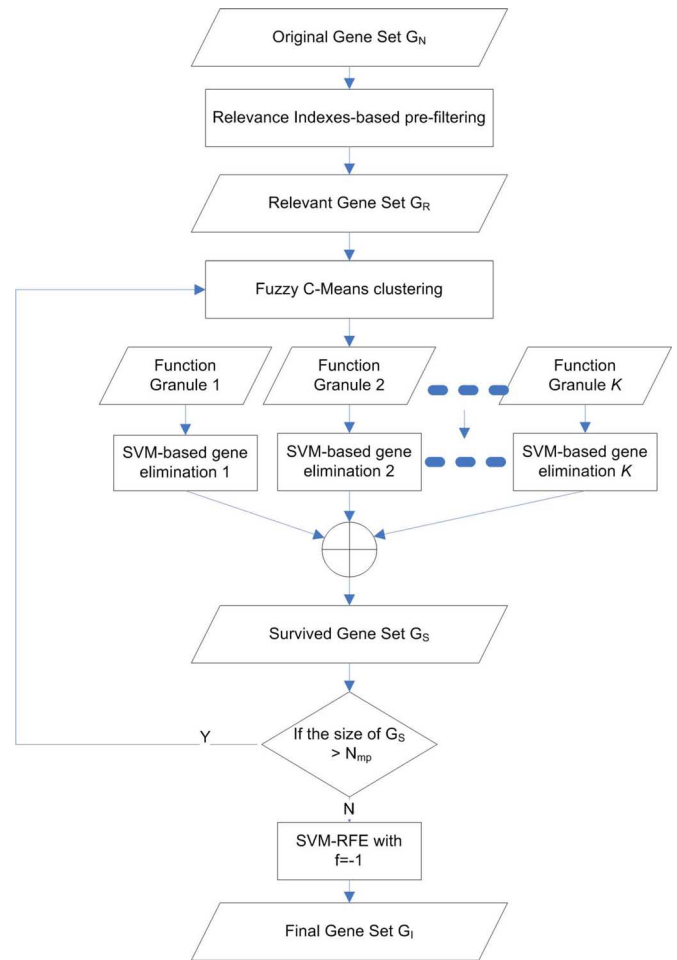 Original Gene Set G_N
Relevance Indexes-based pre-filtering
Relevant Gene Set G_R
Fuzzy C-Means clustering
Function
Granule 1
Function
Granule 2
Function
Granule K
SVM-based gene
elimination 1
SVM-based gene
elimination 2
SVM-based gene
elimination K
Survived Gene Set G_S
If the size of G_S
> N_mp
Y
N
SVM-RFE with
f=-1
Final Gene Set G_I